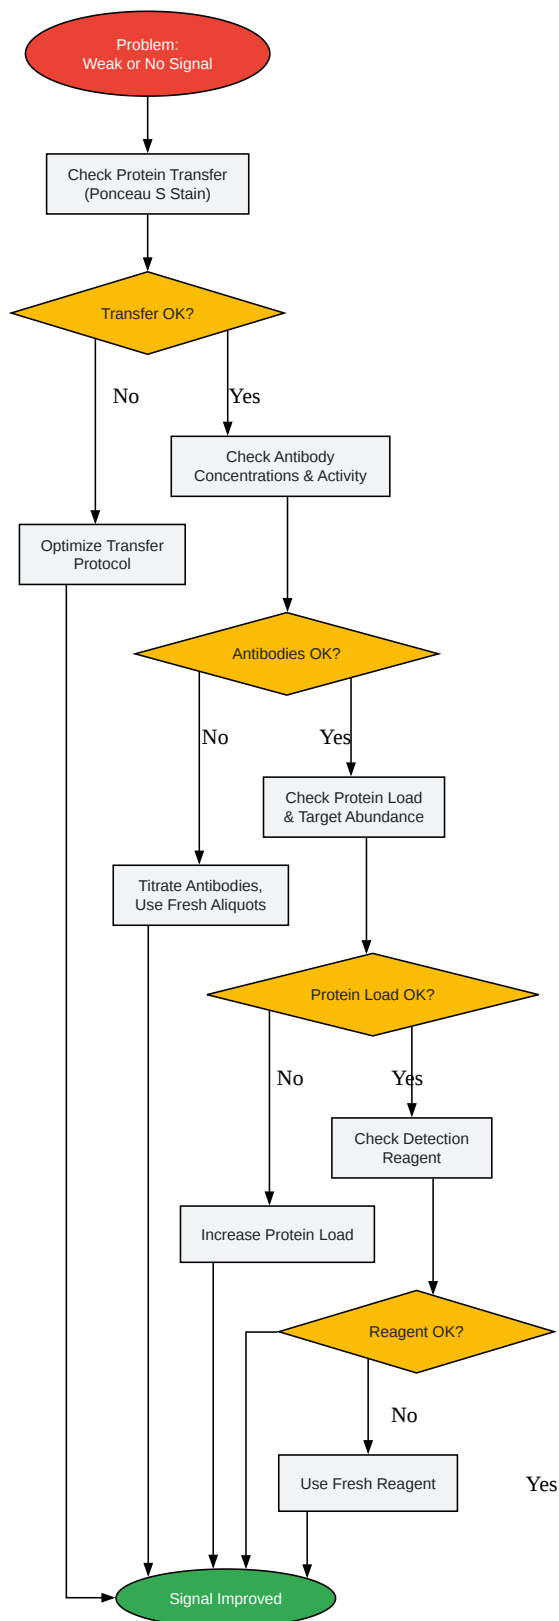 Problem:
Weak or No Signal
Check Protein Transfer
(Ponceau S Stain)
Transfer OK?
No
Yes
Check Antibody
Concentrations & Activity
Optimize Transfer
Protocol
Antibodies OK?
No
Yes
Check Protein Load
& Target Abundance
Titrate Antibodies,
Use Fresh Aliquots
Protein Load OK?
No
Yes
Check Detection
Reagent
Increase Protein Load
Reagent OK?
No
Use Fresh Reagent
Yes
Signal Improved